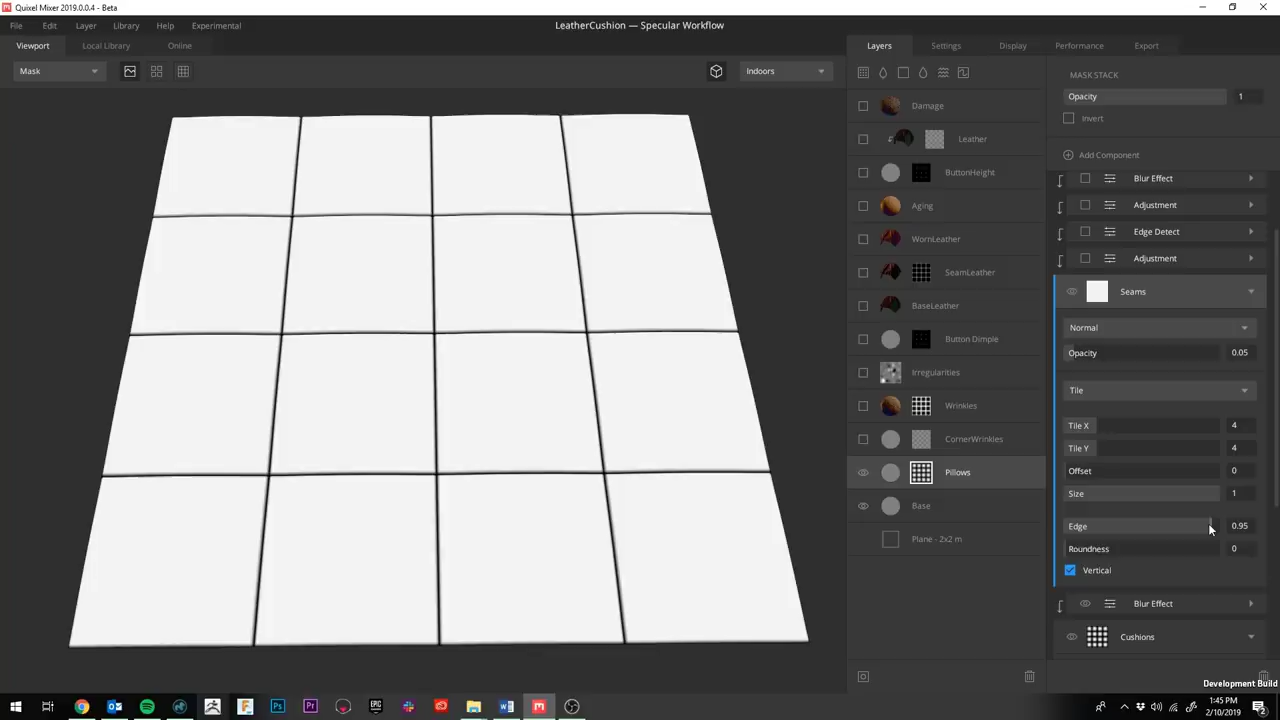 Quixel Mixer 2019.0.0.4 - Beta
File Edit Layer Library Help Experimental
LeatherCushion — Specular Workflow
Viewport Local Library Online
Layers Settings Display Performance Export
Mask
Indoors
Damage
Leather
ButtonHeight
Aging
WornLeather
SeamLeather
BaseLeather
Button Dimple
Irregularities
Wrinkles
CornerWrinkles
Pillows
Base
Plane - 2x2 m
MASK STACK
Opacity 1
Invert
Add Component
Blur Effect
Adjustment
Edge Detect
Adjustment
Seams
Normal
Opacity 0.05
Tile
Tile X 4
Tile Y 4
Offset 0
Size 1
Edge 0.95
Roundness 0
Vertical
Blur Effect
Cushions
Development Build
1:45 PM
2/10/2019